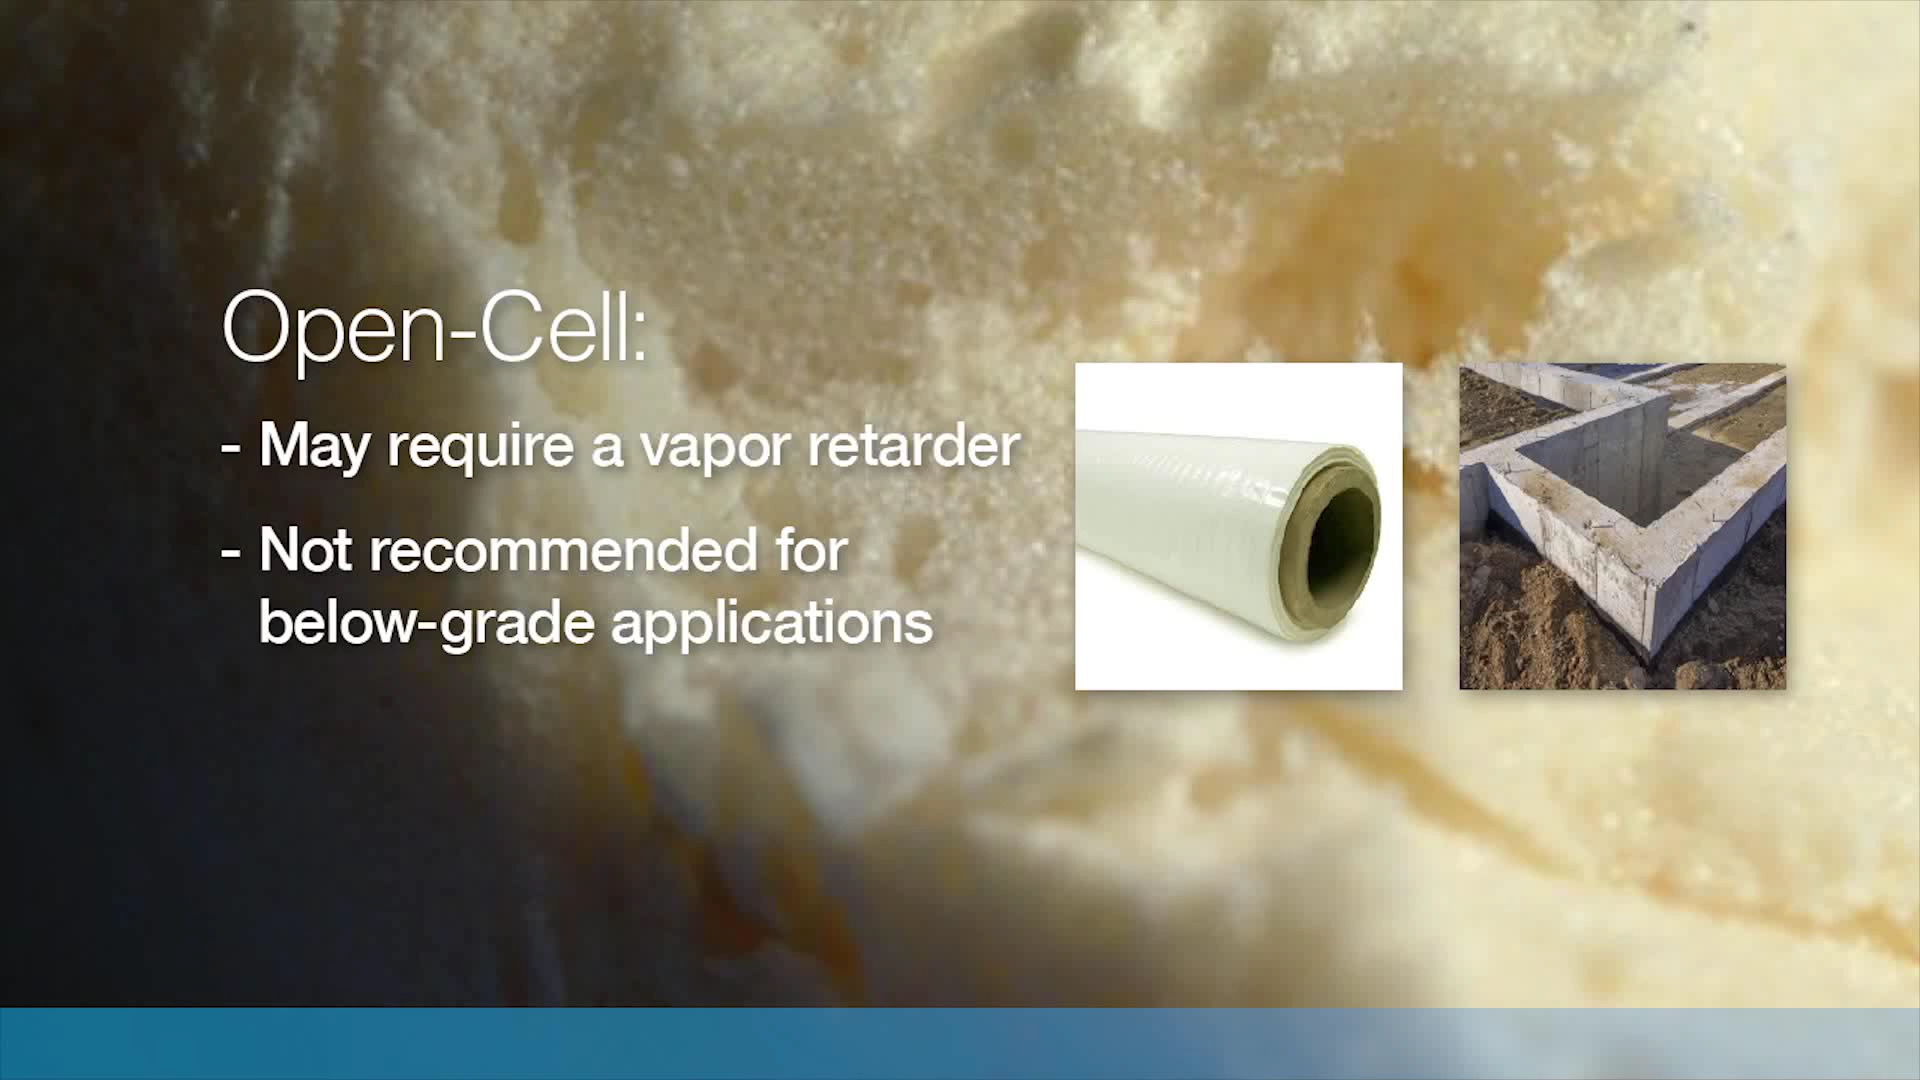 Open-Cell:
- May require a vapor retarder
- Not recommended for
below-grade applications